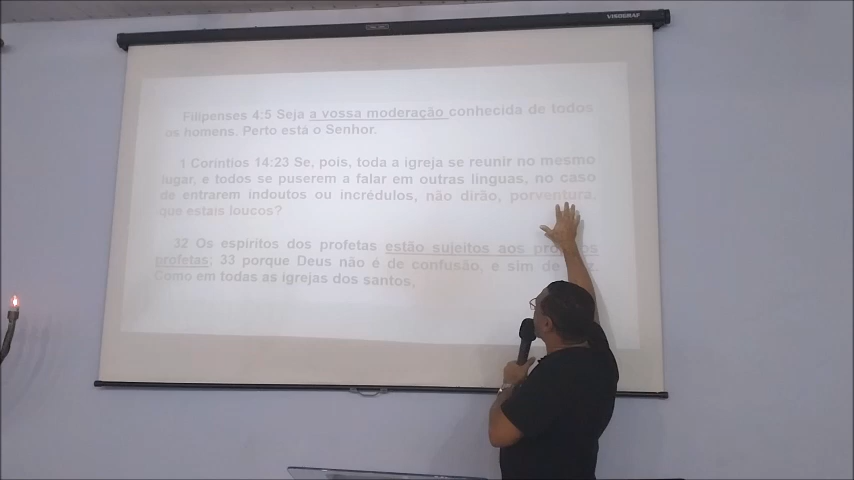 VISOGRAF
Filipenses 4:5 Seja a vossa moderação conhecida de todos
os homens. Perto está o Senhor.
1 Coríntios 14:23 Se, pois, toda a igreja se reunir no mesmo
lugar, e todos se puserem a falar em outras línguas, no caso
de entrarem indoutos ou incrédulos, não dirão, porventura,
que estais loucos?
32 Os espíritos dos profetas estão sujeitos aos
profetas; 33 porque Deus não é de confusão, e sim de
Como em todas as igrejas dos santos,